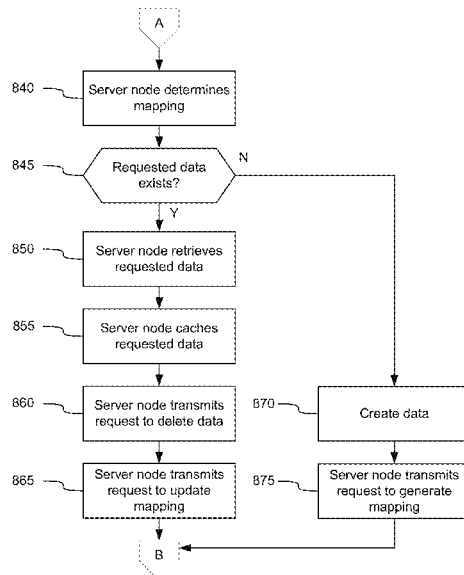 A
840
Server node determines
mapping
845
Requested data
exists?
N
Y
850
Server node retrieves
requested data
855
Server node caches
requested data
860
Server node transmits
request to delete data
870
Create data
865
Server node transmits
request to update
mapping
875
Server node transmits
request to generate
mapping
B